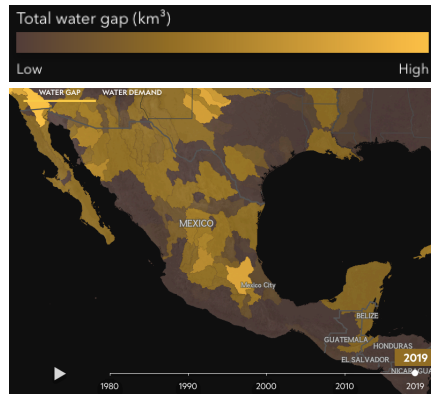 Total water gap (km³)
Low High
WATER GAP WATER DEMAND
MEXICO
Mexico City
BELIZE
GUATEMALA
HONDURAS
2019
EL SALVADOR
NICARAGUA
1980 1990 2000 2010 2019